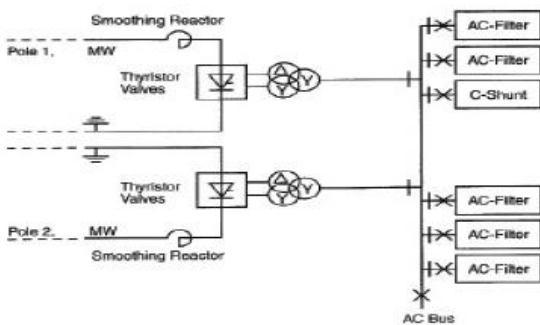 Smoothing Reactor
AC-Filter
Pole 1,
MW
AC-Filter
Thyristor
Valves
Y
C-Shunt
Y
Thyristor
Valves
Y
Y
AC-Filter
Pole 2,
MW
AC-Filter
Smoothing Reactor
AC-Filter
AC Bus